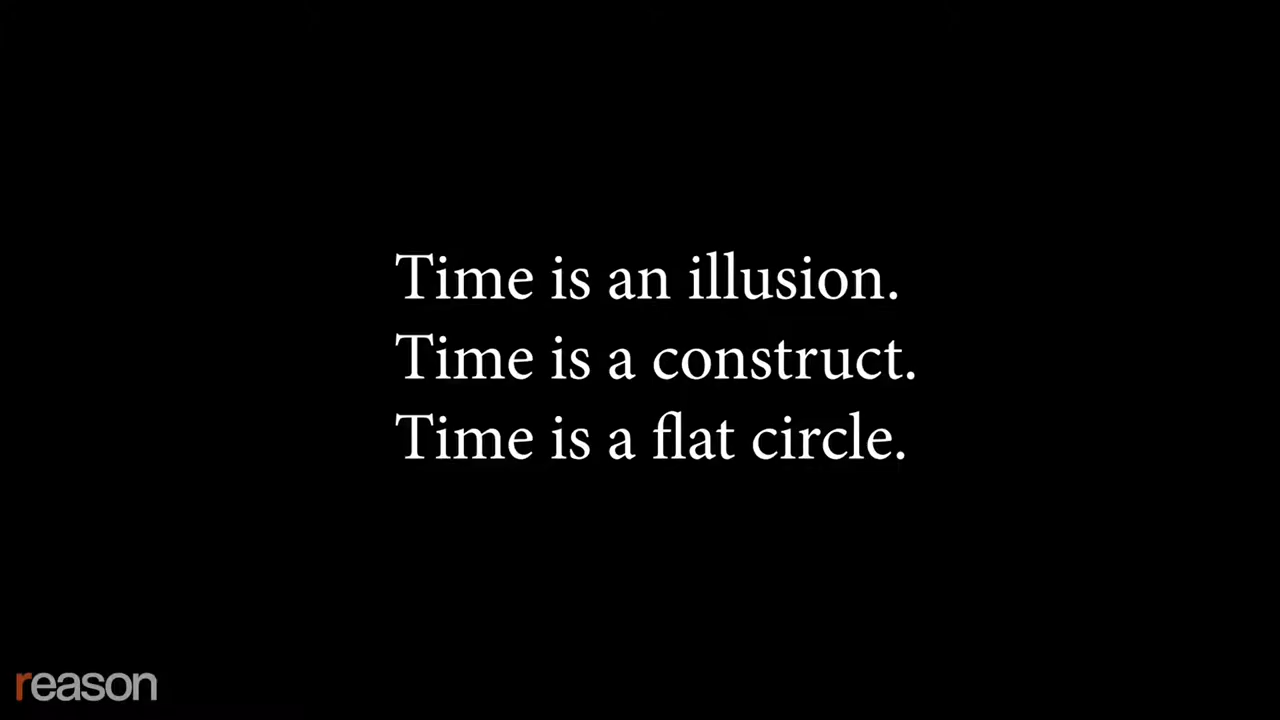 Time is an illusion.
Time is a construct.
Time is a flat circle.
reason